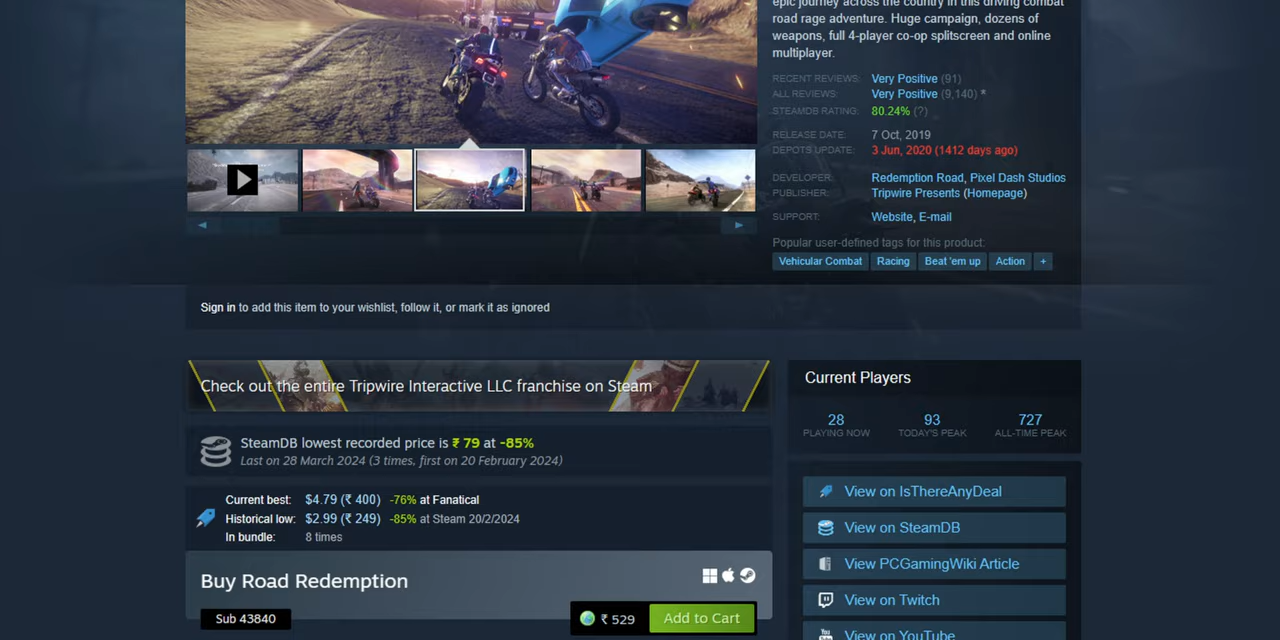 epic journey across the country in this driving combat
road rage adventure. Huge campaign, dozens of
weapons, full 4-player co-op splitscreen and online
multiplayer.
RECENT REVIEWS: Very Positive (91)
ALL REVIEWS: Very Positive (9,140) *
STEAMDB RATING: 80.24% (?)
RELEASE DATE: 7 Oct, 2019
DEPOTS UPDATE: 3 Jun, 2020 (1412 days ago)
DEVELOPER: Redemption Road, Pixel Dash Studios
PUBLISHER: Tripwire Presents (Homepage)
SUPPORT: Website, E-mail
Popular user-defined tags for this product:
Vehicular Combat Racing Beat 'em up Action +
Sign in to add this item to your wishlist, follow it, or mark it as ignored
Check out the entire Tripwire Interactive LLC franchise on Steam
SteamDB lowest recorded price is ₹ 79 at -85%
Last on 28 March 2024 (3 times, first on 20 February 2024)
Current best: $4.79 (₹ 400) -76% at Fanatical
Historical low: $2.99 (₹ 249) -85% at Steam 20/2/2024
In bundle: 8 times
Buy Road Redemption
Sub 43840
₹ 529 Add to Cart
Current Players
28 93 727
PLAYING NOW TODAY'S PEAK ALL-TIME PEAK
View on IsThereAnyDeal
View on SteamDB
View PCGamingWiki Article
View on Twitch
You View on YouTube